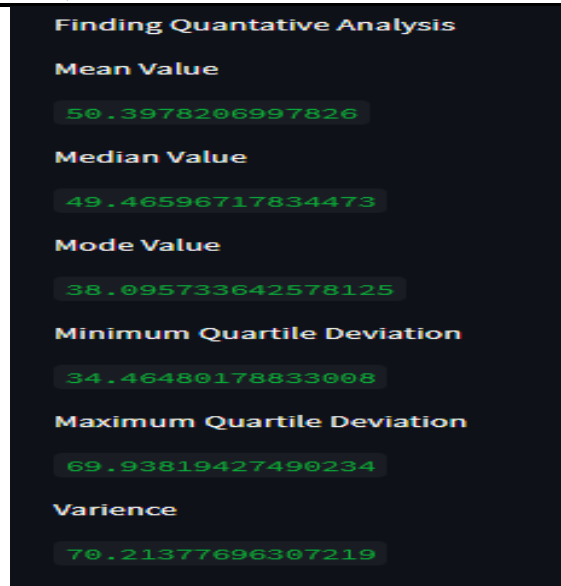 Finding Quantative Analysis
Mean Value
50.3978206997826
Median Value
49.46596717834473
Mode Value
38.095733642578125
Minimum Quartile Deviation
34.46480178833008
Maximum Quartile Deviation
69.93819427490234
Varience
70.21377696307219